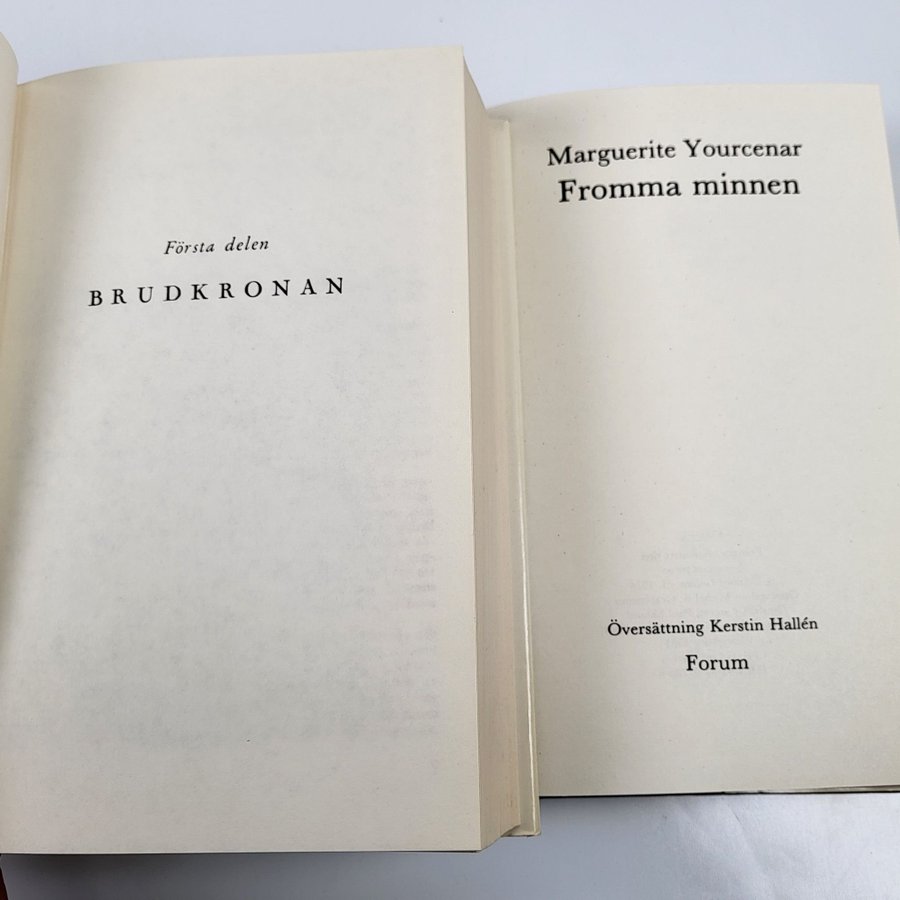 Första delen
BRUDKRONAN
Marguerite Yourcenar
Fromma minnen
Översättning Kerstin Hallén
Forum